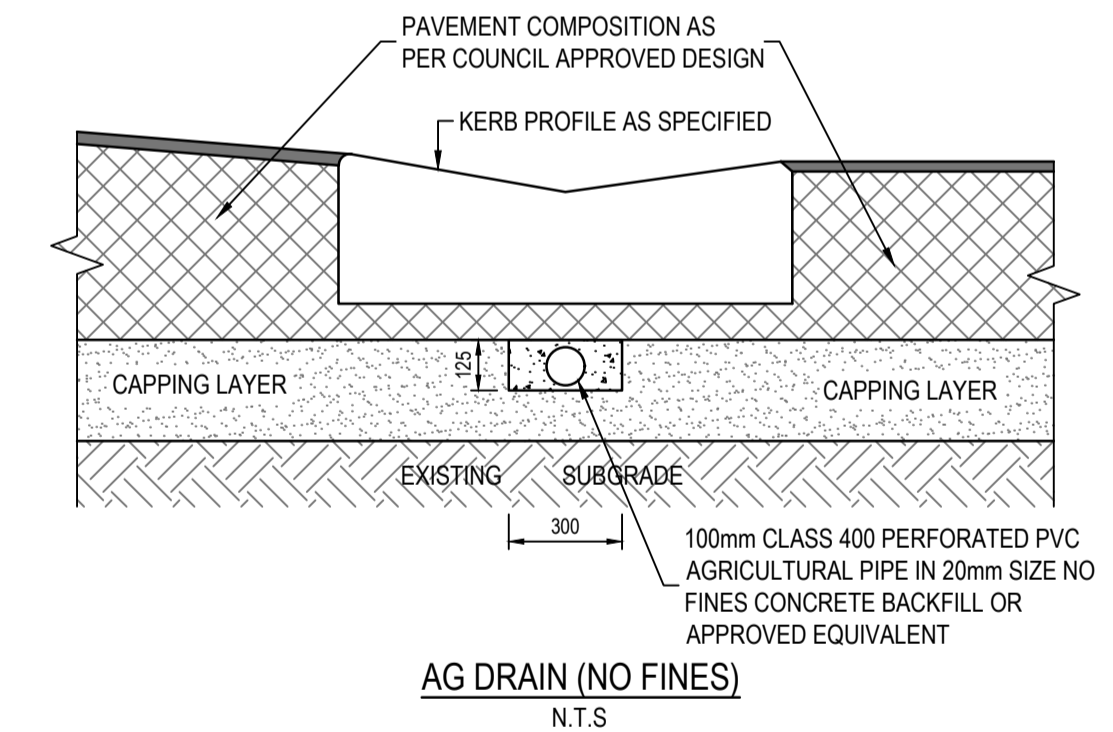 PAVEMENT COMPOSITION AS
PER COUNCIL APPROVED DESIGN
KERB PROFILE AS SPECIFIED
125
CAPPING LAYER
CAPPING LAYER
EXISTING SUBGRADE
300
100mm CLASS 400 PERFORATED PVC
AGRICULTURAL PIPE IN 20mm SIZE NO
FINES CONCRETE BACKFILL OR
APPROVED EQUIVALENT
AG DRAIN (NO FINES)
N.T.S